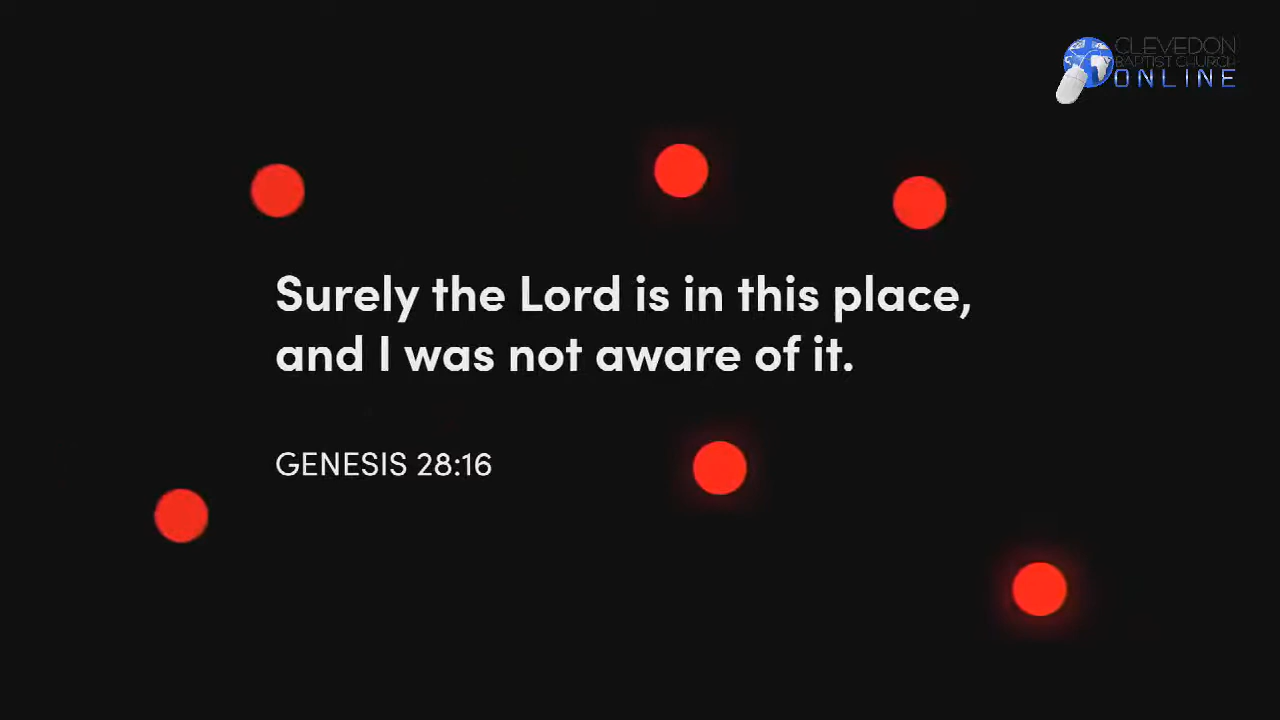 CLEVEDON
BAPTIST CHURCH
ONLINE
Surely the Lord is in this place,
and I was not aware of it.
GENESIS 28:16